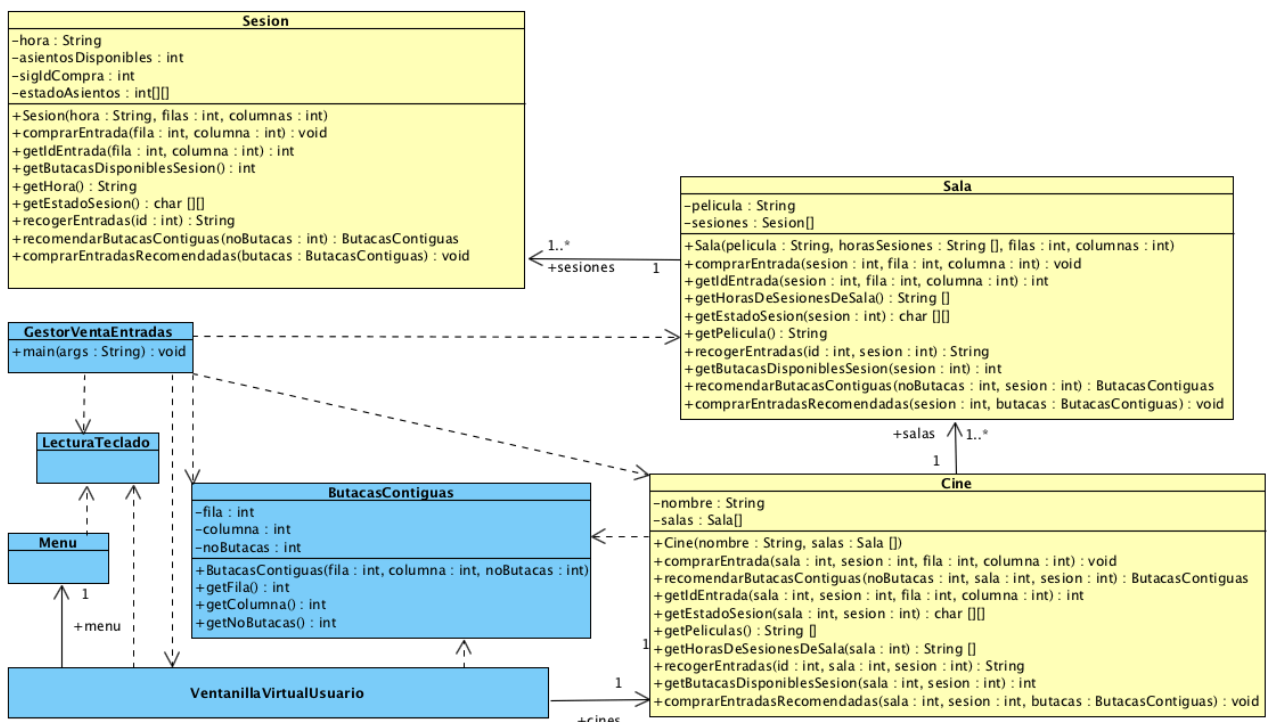 Sesion
-hora : String
-asientosDisponibles : int
-sigIdCompra : int
-estadoAsientos : int[][]
+Sesion(hora : String, filas : int, columnas : int)
+comprarEntrada(fila : int, columna : int) : void
+getIdEntrada(fila : int, columna : int) : int
+getButacasDisponiblesSesion() : int
+getHora() : String
+getEstadoSesion() : char [][]
+recogerEntradas(id : int) : String
+recomendarButacasContiguas(noButacas : int) : ButacasContiguas
+comprarEntradasRecomendadas(butacas : ButacasContiguas) : void
1..*
+sesiones
1
Sala
-pelicula : String
-sesiones : Sesion[]
+Sala(pelicula : String, horasSesiones : String [], filas : int, columnas : int)
+comprarEntrada(sesion : int, fila : int, columna : int) : void
+getIdEntrada(sesion : int, fila : int, columna : int) : int
+getHorasDeSesionesDeSala() : String []
+getEstadoSesion(sesion : int) : char [][]
+getPelicula() : String
+recogerEntradas(id : int, sesion : int) : String
+getButacasDisponiblesSesion(sesion : int) : int
+recomendarButacasContiguas(noButacas : int, sesion : int) : ButacasContiguas
+comprarEntradasRecomendadas(sesion : int, butacas : ButacasContiguas) : void
GestorVentaEntradas
+main(args : String) : void
LecturaTeclado
+salas
1..*
1
ButacasContiguas
-fila : int
-columna : int
-noButacas : int
+ButacasContiguas(fila : int, columna : int, noButacas : int)
+getFila() : int
+getColumna() : int
+getNoButacas() : int
Menu
1
+menu
Cine
-nombre : String
-salas : Sala[]
+Cine(nombre : String, salas : Sala [])
+comprarEntrada(sala : int, sesion : int, fila : int, columna : int) : void
+recomendarButacasContiguas(noButacas : int, sala : int, sesion : int) : ButacasContiguas
+getIdEntrada(sala : int, sesion : int, fila : int, columna : int) : int
+getEstadoSesion(sala : int, sesion : int) : char [][]
+getPeliculas() : String []
+getHorasDeSesionesDeSala(sala : int) : String []
+recogerEntradas(id : int, sala : int, sesion : int) : String
+getButacasDisponiblesSesion(sala : int, sesion : int) : int
+comprarEntradasRecomendadas(sala : int, sesion : int, butacas : ButacasContiguas) : void
1
VentanillaVirtualUsuario
1
+cines